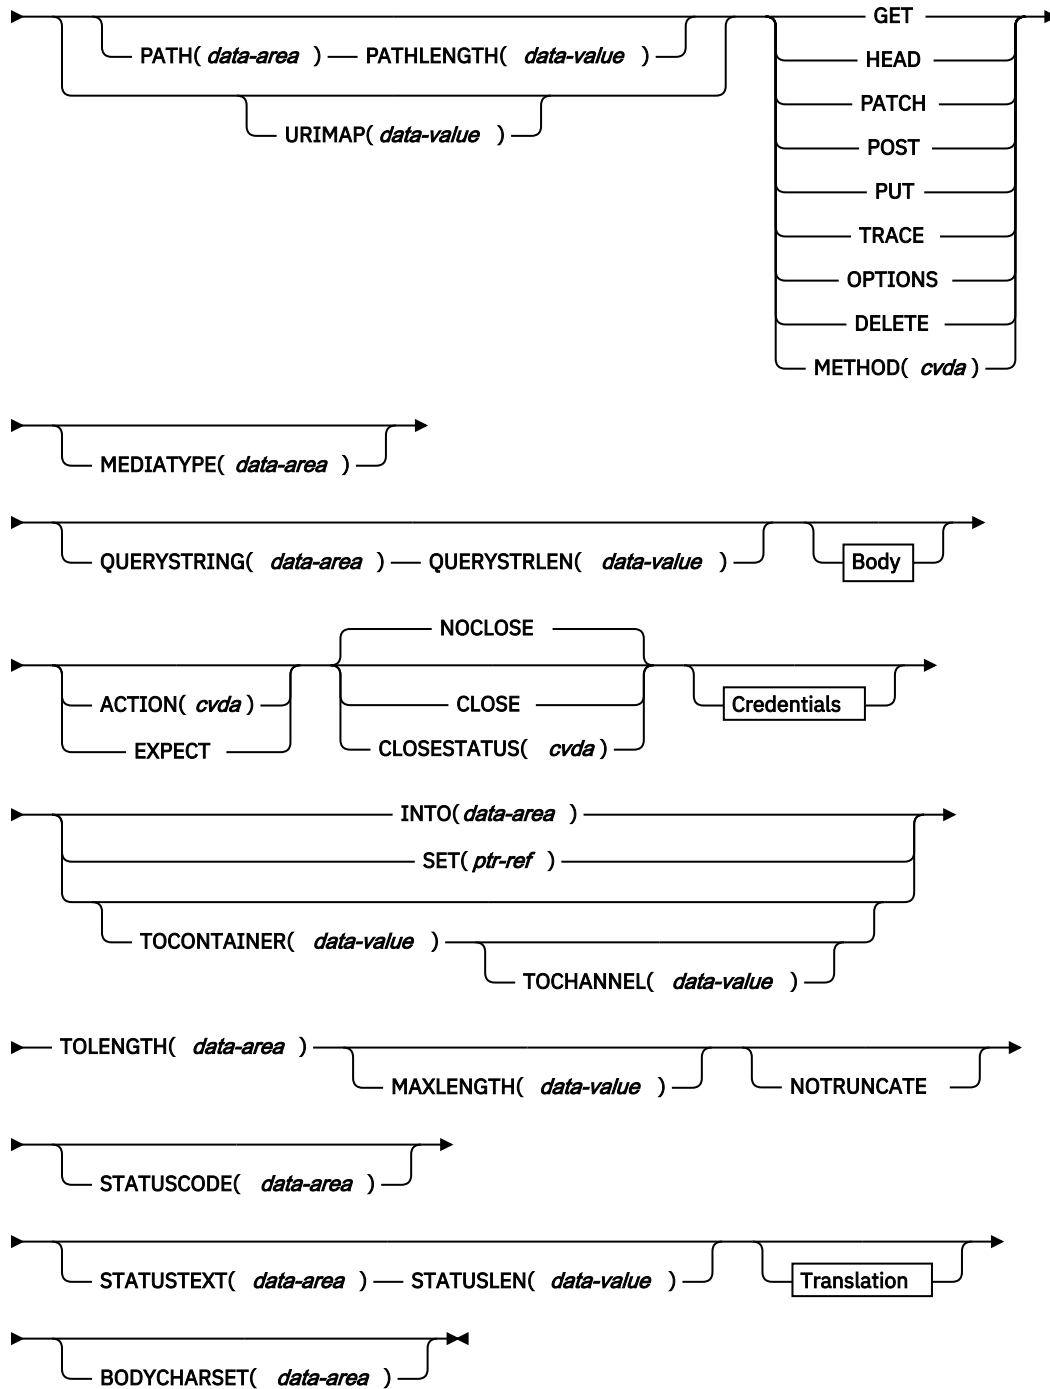 GET
PATH( data-area ) PATHLENGTH( data-value )
HEAD
PATCH
URIMAP( data-value )
POST
PUT
TRACE
OPTIONS
DELETE
METHOD( cvda )
MEDIATYPE( data-area )
QUERYSTRING( data-area ) QUERYSTRLEN( data-value ) Body
NOCLOSE
ACTION( cvda ) CLOSE Credentials
EXPECT CLOSESTATUS( cvda )
INTO( data-area )
SET( ptr-ref )
TOCONTAINER( data-value )
TOCHANNEL( data-value )
TOLENGTH( data-area )
MAXLENGTH( data-value ) NOTRUNCATE
STATUSCODE( data-area )
STATUSTEXT( data-area ) STATUSLEN( data-value ) Translation
BODYCHARSET( data-area )